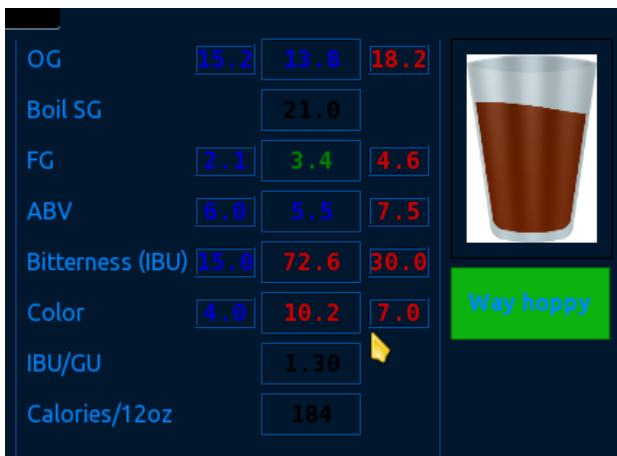 OG 15.2 13.8 18.2
Boil SG 21.0
FG 2.1 3.4 4.6
ABV 6.0 5.5 7.5
Bitterness (IBU) 15.0 72.6 30.0
Way hoppy
Color 4.0 10.2 7.0
IBU/GU 1.30
Calories/12oz 184